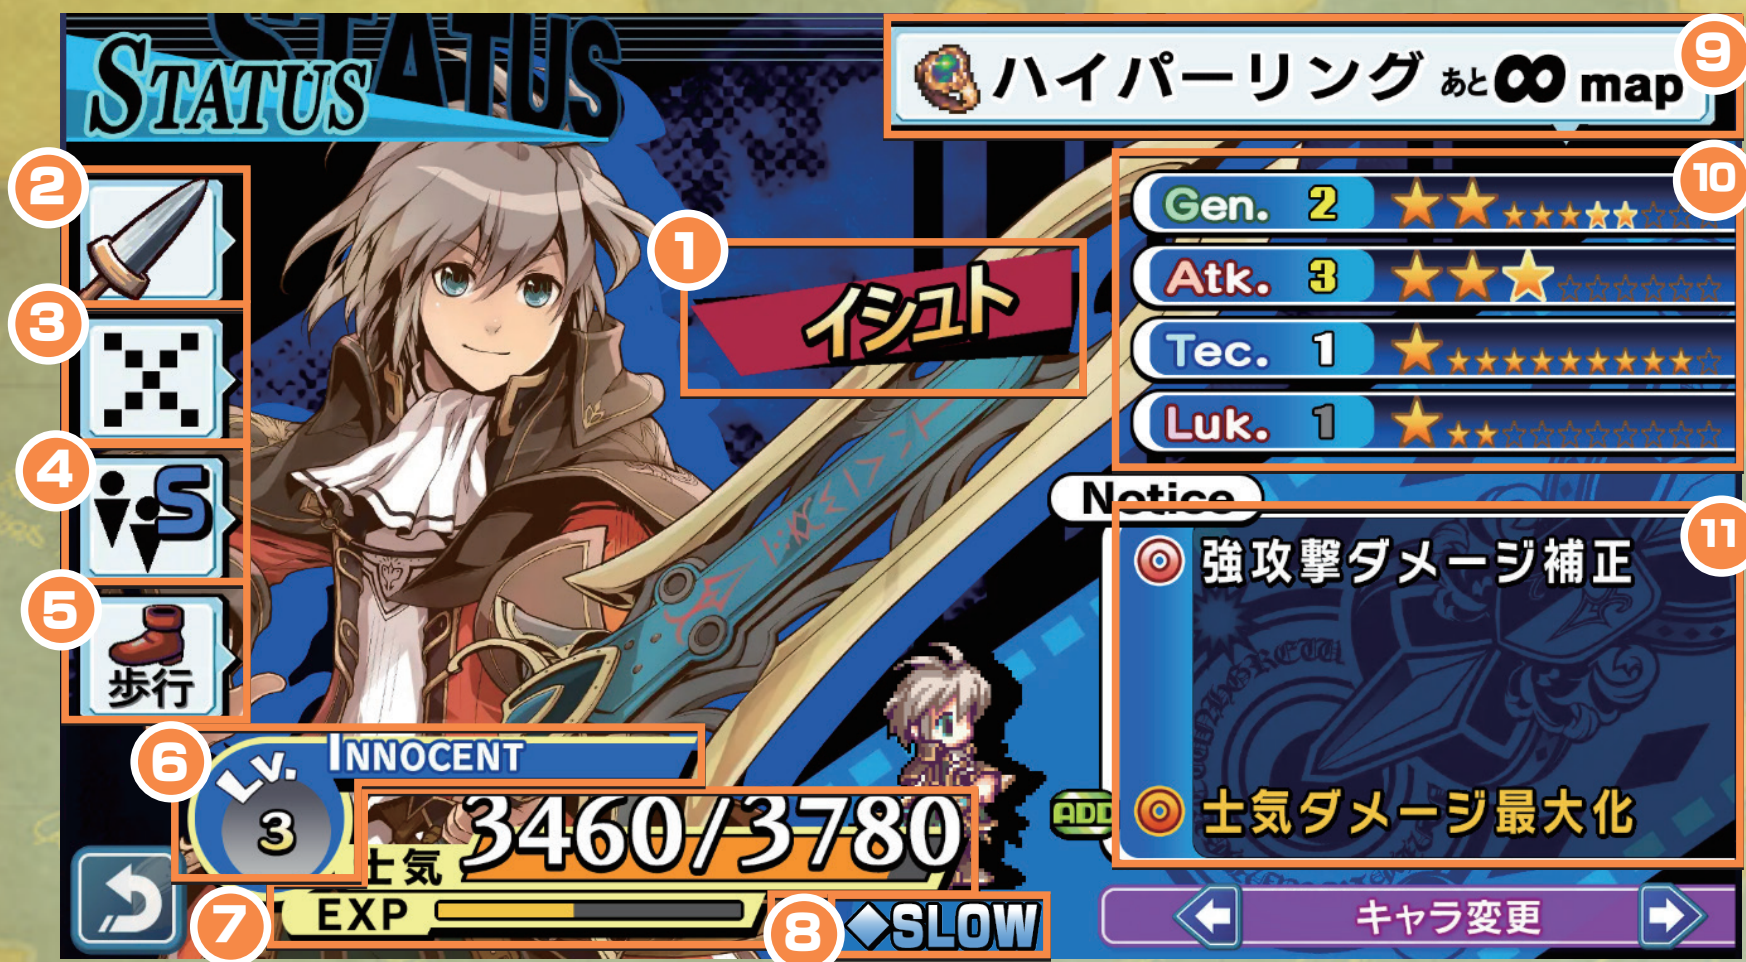 STATUS
STATUS
⑨
ハイパーリング あと∞ map
②
③
④
S
⑤
歩行
①
イシュト
⑩
Gen. 2
Atk. 3
Tec. 1
Luk. 1
Notice
⑪
強攻撃ダメージ補正
ADD
士気ダメージ最大化
⑥
INNOCENT
Lv.
3
士気 3460/3780
⑦
EXP
⑧
◆SLOW
キャラ変更